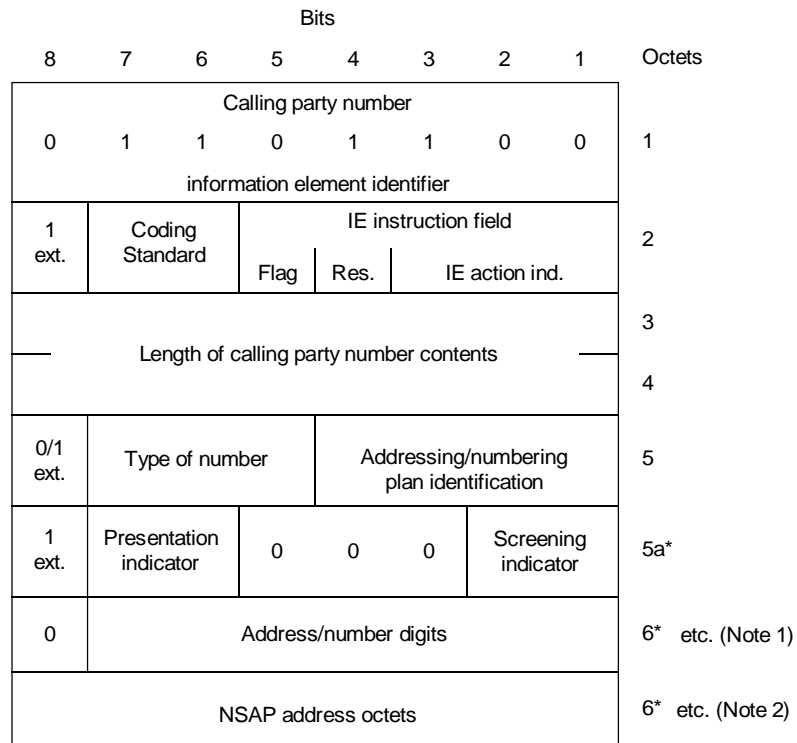 Bits
8 7 6 5 4 3 2 1 Octets
Calling party number
0 1 1 0 1 1 0 0 1
information element identifier
1 ext. Coding Standard IE instruction field 2
Flag Res. IE action ind.
3
Length of calling party number contents
4
0/1 ext. Type of number Addressing/numbering plan identification 5
1 ext. Presentation indicator 0 0 0 Screening indicator 5a*
0 Address/number digits 6* etc. (Note 1)
NSAP address octets 6* etc. (Note 2)